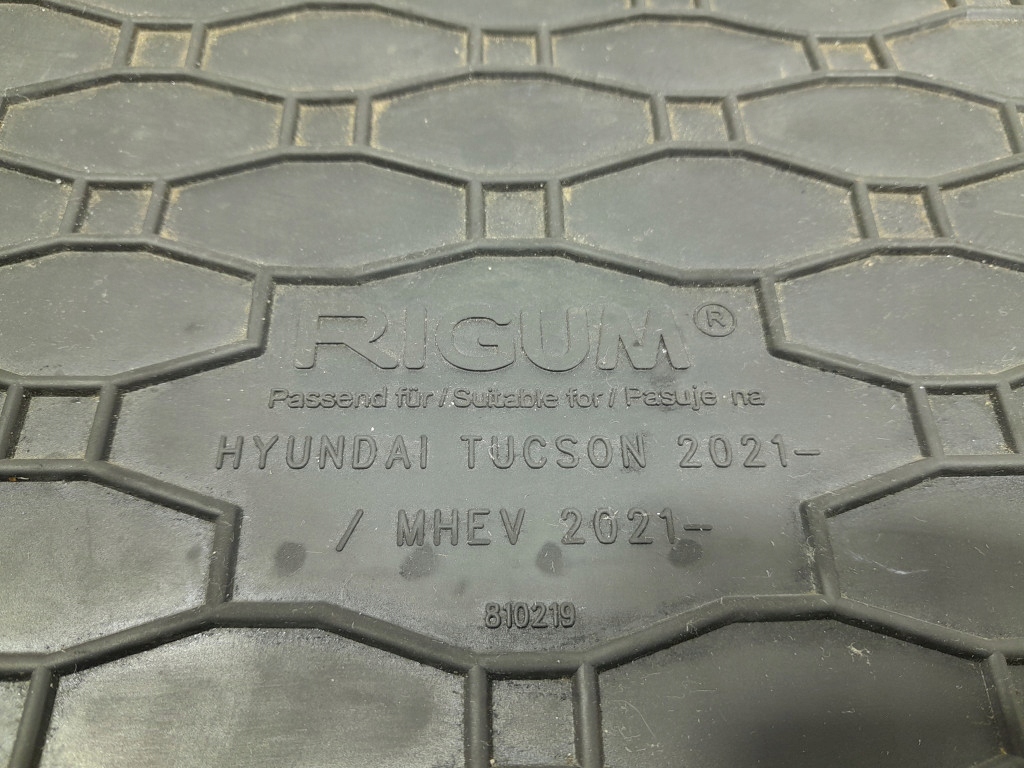 RIGUM®
Passend für / Suitable for / Pasuje na
HYUNDAI TUCSON 2021-
/ MHEV 2021-
810219